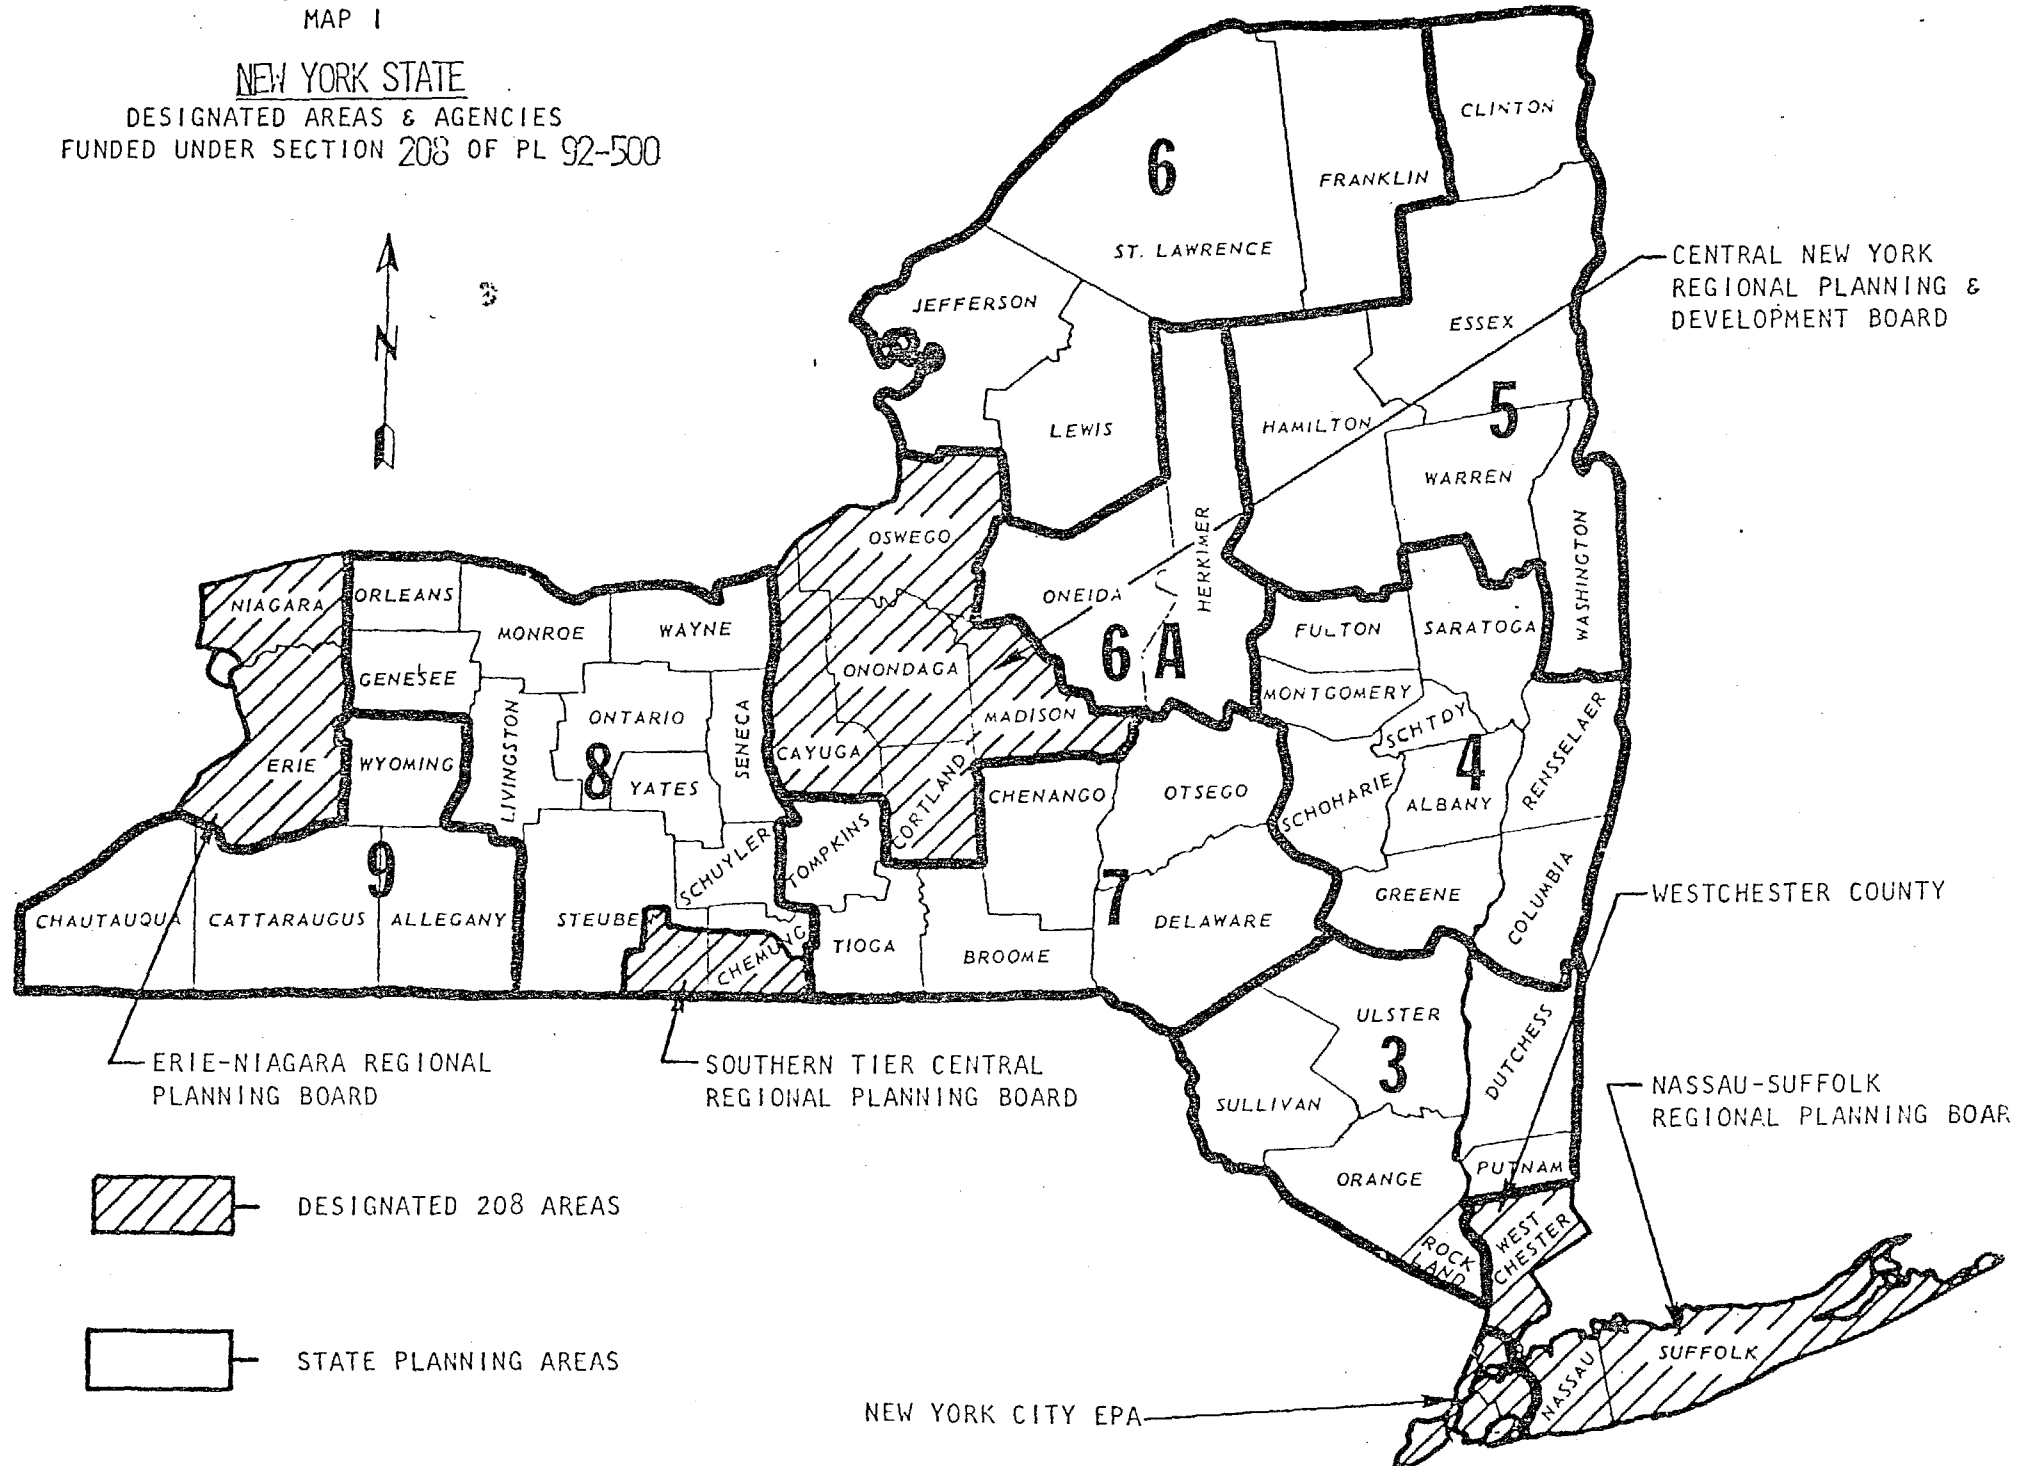 MAP I
NEW YORK STATE
DESIGNATED AREAS & AGENCIES
FUNDED UNDER SECTION 208 OF PL 92-500
N
6
CLINTON
FRANKLIN
ST. LAWRENCE
JEFFERSON
CENTRAL NEW YORK
REGIONAL PLANNING &
DEVELOPMENT BOARD
ESSEX
5
LEWIS
HAMILTON
WARREN
OSWEGO
HERKIMER
WASHINGTON
NIAGARA
ORLEANS
MONROE
WAYNE
ONEIDA
6 A
FULTON
SARATOGA
GENESEE
ONONDAGA
MONTGOMERY
LIVINGSTON
ONTARIO
SENECA
MADISON
SCHTDY
RENSSELAER
ERIE
WYOMING
8
YATES
CAYUGA
CORTLAND
CHENANGO
OTSEGO
SCHOHARIE
4
ALBANY
SCHUYLER
TOMPKINS
9
7
GREENE
COLUMBIA
WESTCHESTER COUNTY
CHAUTAUQUA
CATTARAUGUS
ALLEGANY
STEUBE
CHEMUNG
TIOGA
BROOME
DELAWARE
ULSTER
3
DUTCHESS
ERIE-NIAGARA REGIONAL
PLANNING BOARD
SOUTHERN TIER CENTRAL
REGIONAL PLANNING BOARD
SULLIVAN
NASSAU-SUFFOLK
REGIONAL PLANNING BOAR
PUTNAM
ORANGE
DESIGNATED 208 AREAS
ROCK
LAND
WEST
CHESTER
STATE PLANNING AREAS
SUFFOLK
NASSAU
NEW YORK CITY EPA